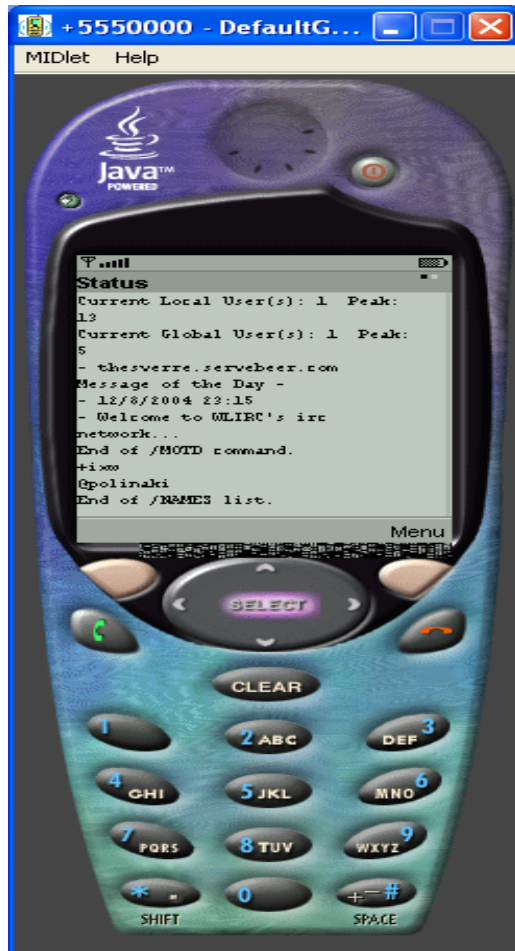 +5550000 - DefaultG...
MIDlet Help
Java™
POWERED
Status
Current Local User(s): 1 Peak:
13
Current Global User(s): 1 Peak:
5
- thesverre.servebeer.com
Message of the Day -
- 12/8/2004 23:15
- Welcome to WLIRC's irc
network...
End of /MOTD command.
+ixw
@polinaki
End of /NAMES list.
Menu
SELECT
CLEAR
1 2 ABC DEF 3
4 GHI 5 JKL MNO 6
7 PQRS 8 TUV WXYZ 9
* . 0 +-#
SHIFT SPACE